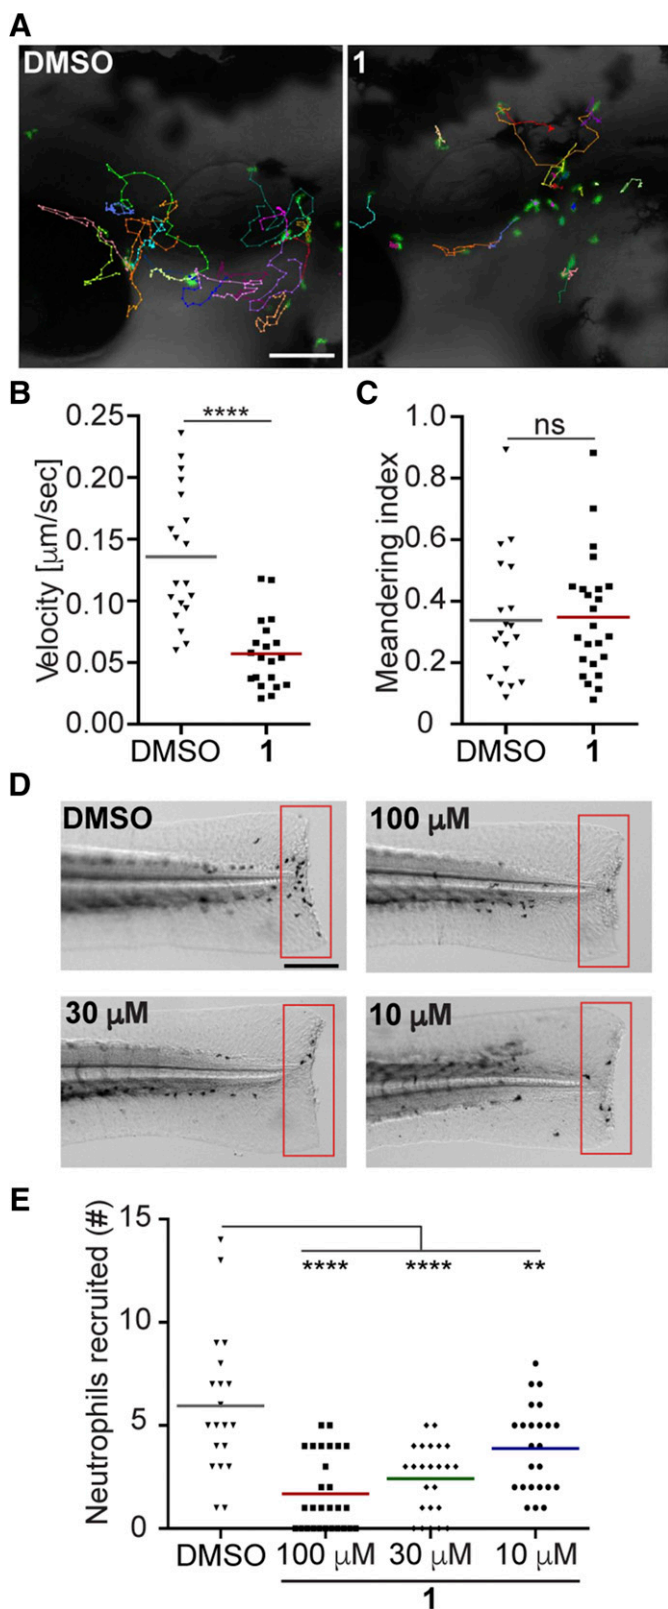 A
DMSO
1
B
C
Velocity [µm/sec]
0.25
0.20
0.15
0.10
0.05
0.00
****
DMSO
1
Meandering index
1.0
0.8
0.6
0.4
0.2
0
ns
DMSO
1
D
DMSO
100 µM
30 µM
10 µM
E
Neutrophils recruited (#)
15
10
5
0
**** **** **
DMSO 100 µM 30 µM 10 µM
1